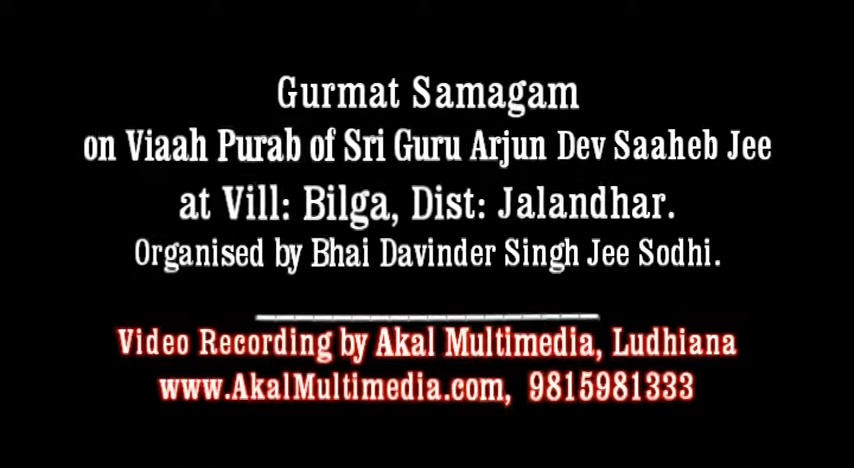 Gurmat Samagam
on Viaah Purab of Sri Guru Arjun Dev Saaheb Jee
at Vill: Bilga, Dist: Jalandhar.
Organised by Bhai Davinder Singh Jee Sodhi.
Video Recording by Akal Multimedia, Ludhiana
www.AkalMultimedia.com, 9815981333